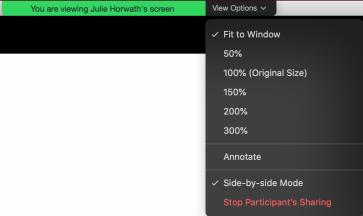 You are viewing Julie Horwath's screen
View Options
Fit to Window
50%
100% (Original Size)
150%
200%
300%
Annotate
Side-by-side Mode
Stop Participant's Sharing